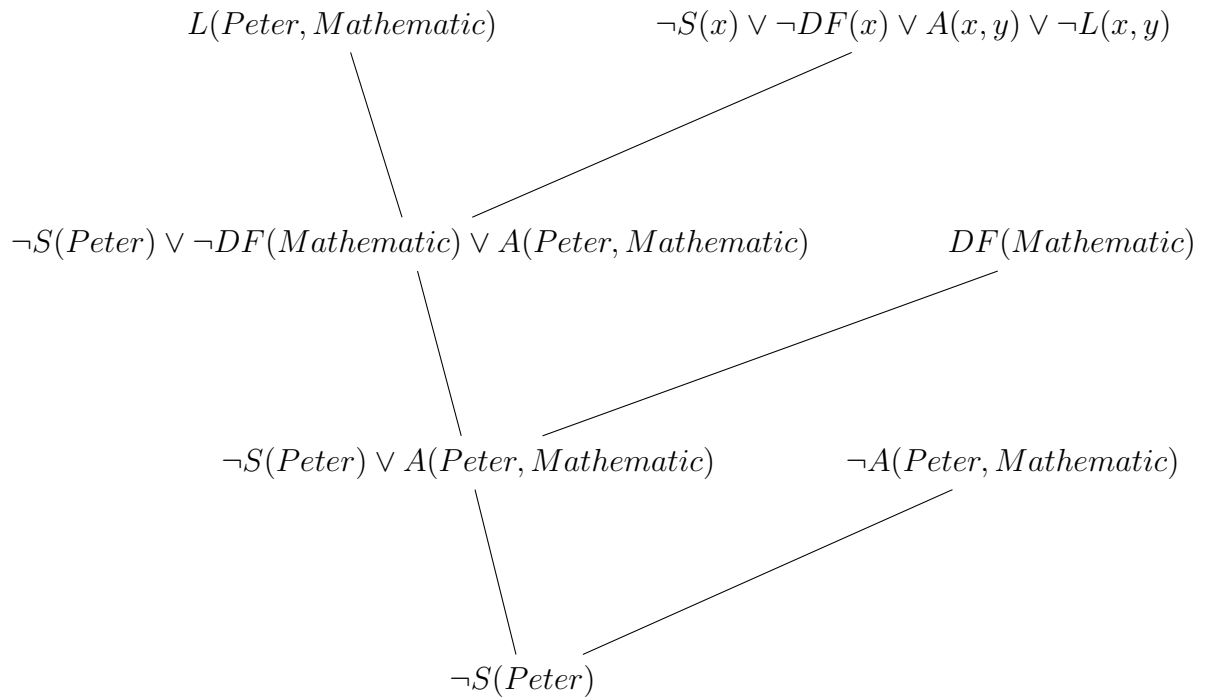 L(Peter, Mathematic) ¬S(x) ∨ ¬DF(x) ∨ A(x, y) ∨ ¬L(x, y)
¬S(Peter) ∨ ¬DF(Mathematic) ∨ A(Peter, Mathematic) DF(Mathematic)
¬S(Peter) ∨ A(Peter, Mathematic) ¬A(Peter, Mathematic)
¬S(Peter)